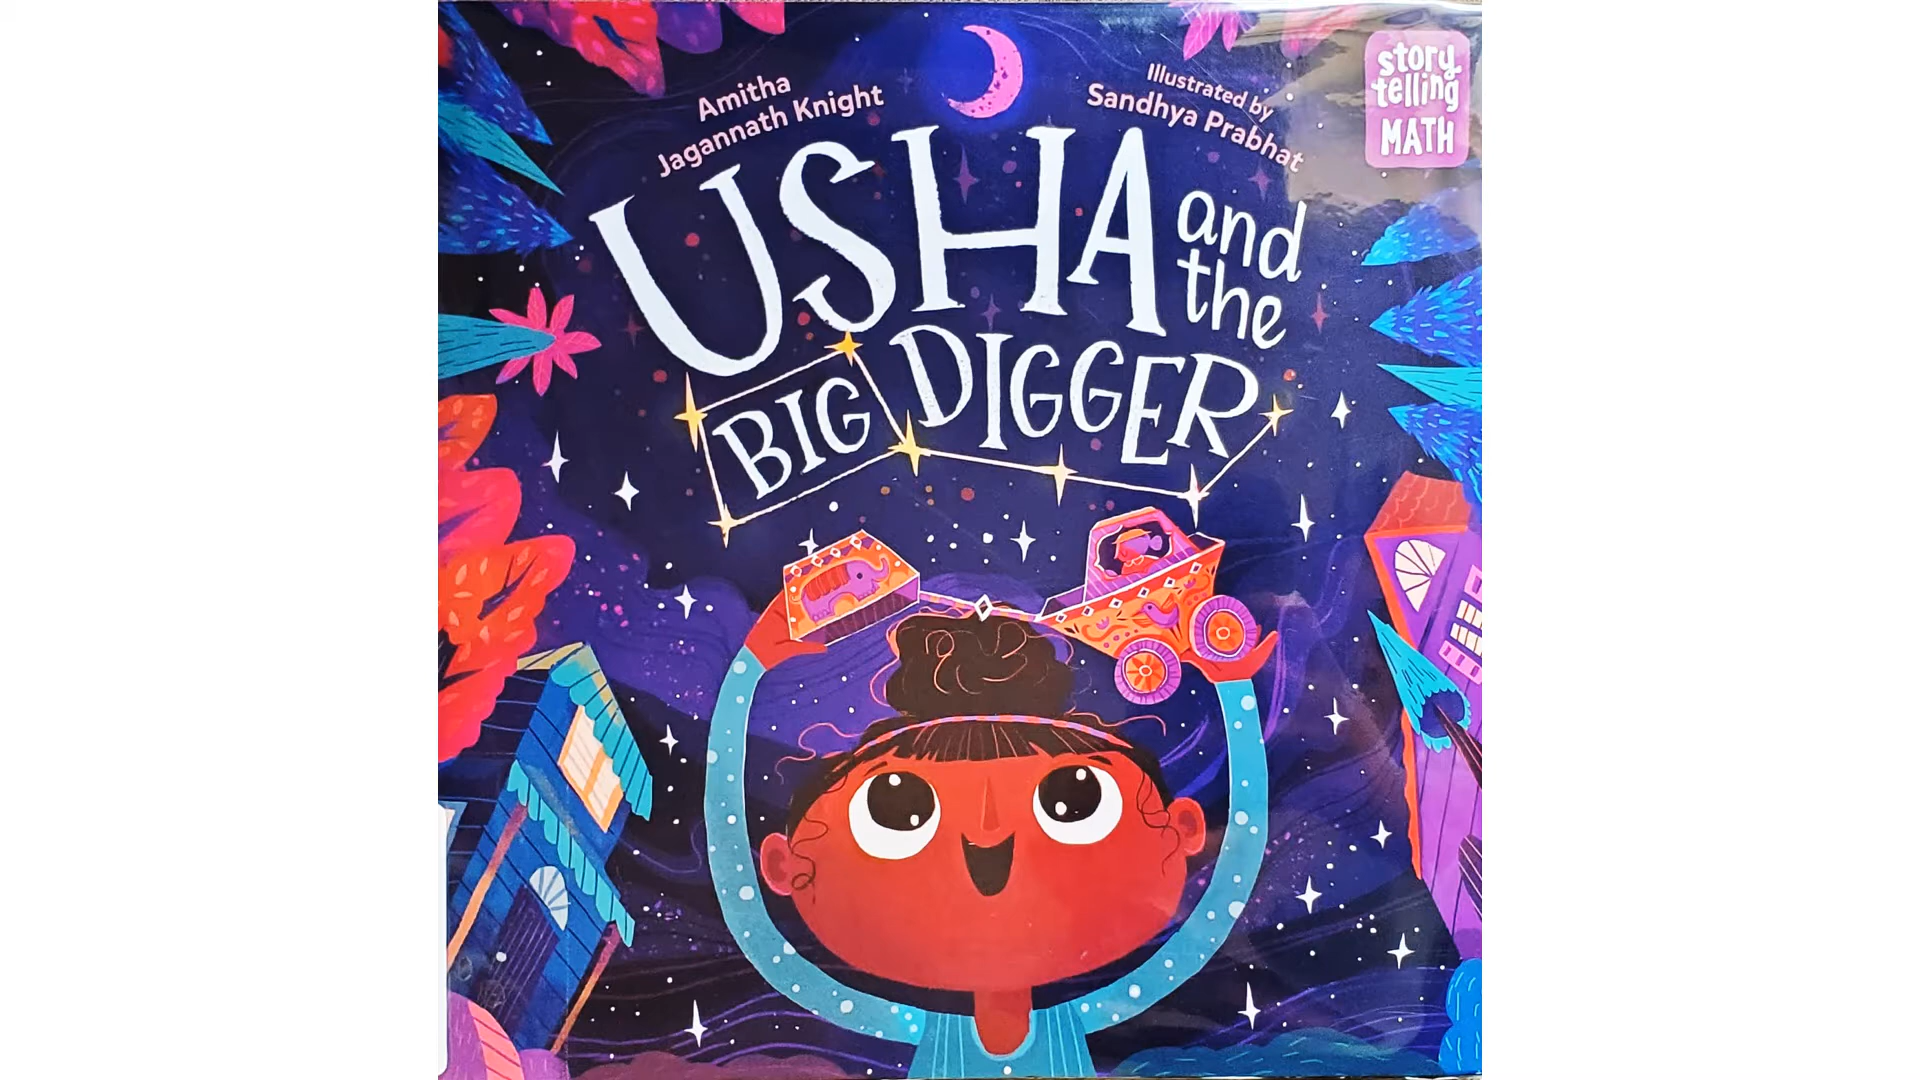 Amitha
Jagannath Knight
Illustrated by
Sandhya Prabhat
story
telling
MATH
USHA and
the
BIG DIGGER